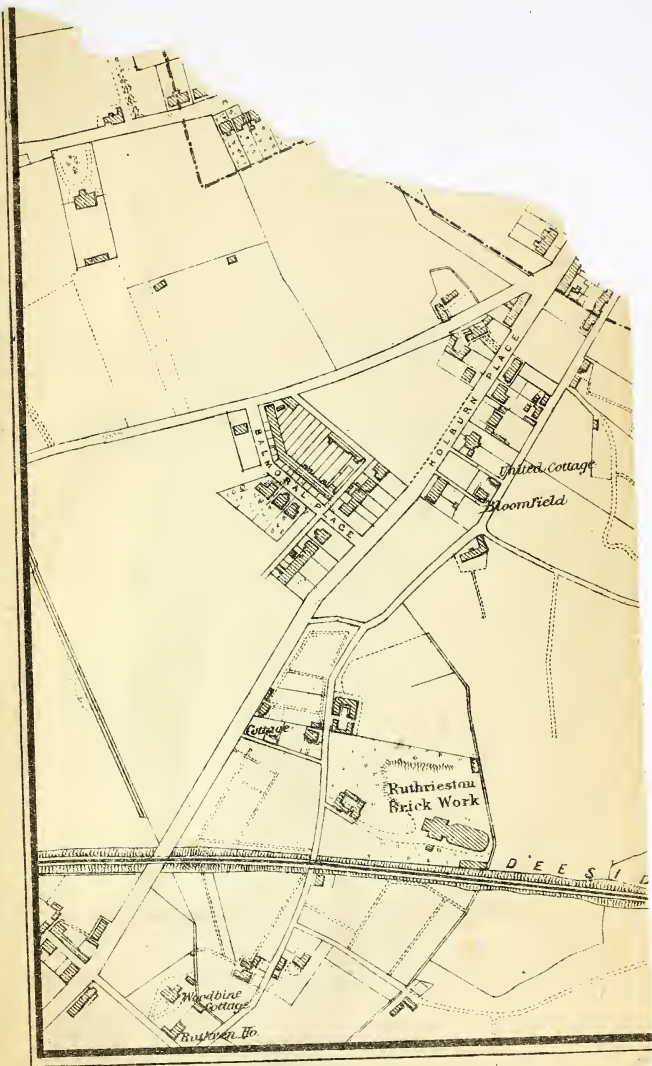 HOLBURN PLACE
BALMORAL PLACE
United Cottage
Bloomfield
Cottage
Ruthrieston
Brick Work
DEESID
Woodbine
Cottage
Ruthven Ho.